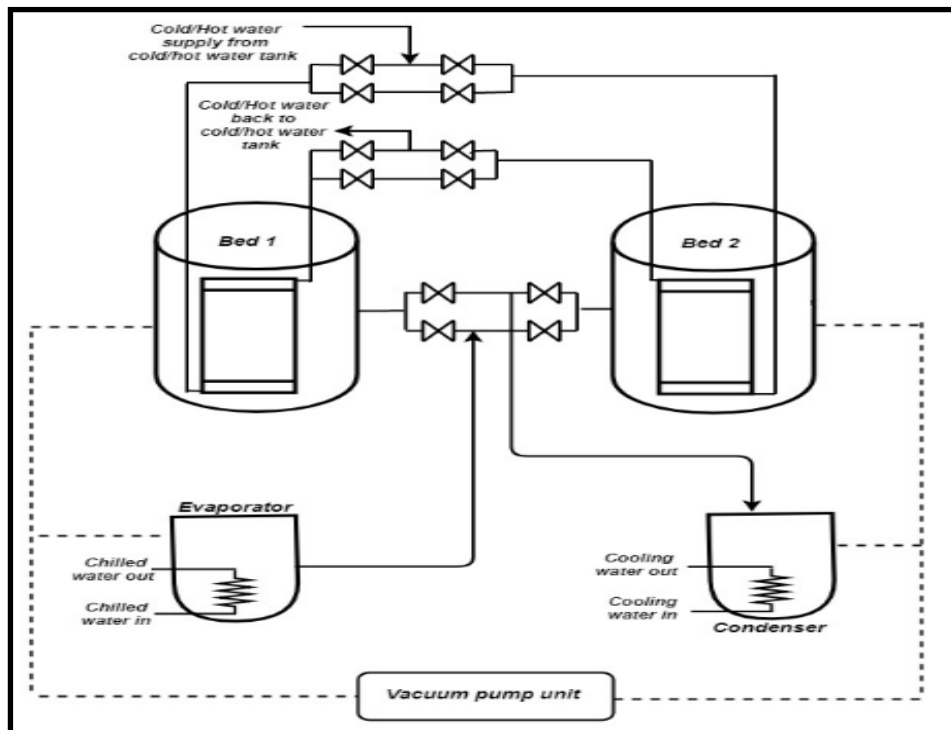 Cold/Hot water
supply from
cold/hot water tank
Cold/Hot water
back to
cold/hot water
tank
Bed 1
Bed 2
Evaporator
Chilled
water out
Chilled
water in
Cooling
water out
Cooling
water in
Condenser
Vacuum pump unit